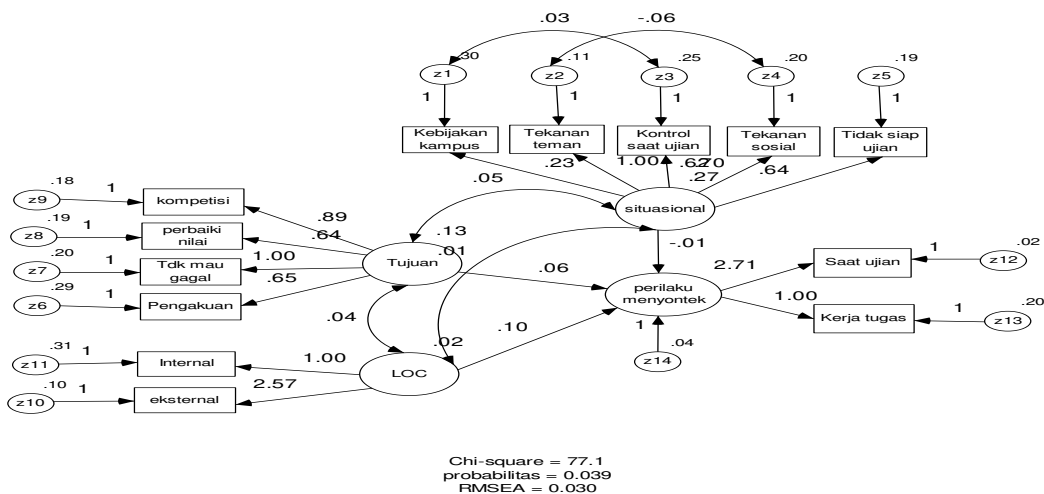 .03 -.06
.30 .11 .25 .20 .19
z1 z2 z3 z4 z5
1 1 1 1 1
Kebijakan kampus
Tekanan teman
Kontrol saat ujian
Tekanan sosial
Tidak siap ujian
.23 1.00 .27 .64
.05
situasional
.18 1
z9
kompetisi
.89
.19 1
z8
perbaiki nilai
.64
.20 1
z7
Tdk mau gagal
1.00
.29 1
z6
Pengakuan
.65
.13
.01
Tujuan
.06
-.01
perilaku menyontek
2.71
Saat ujian
1 .02
z12
1.00
Kerja tugas
1 .20
z13
1 .04
z14
.04
.02
.10
.31 1
z11
Internal
1.00
.10 1
z10
eksternal
2.57
LOC
Chi-square = 77.1
probabilitas = 0.039
RMSEA = 0.030